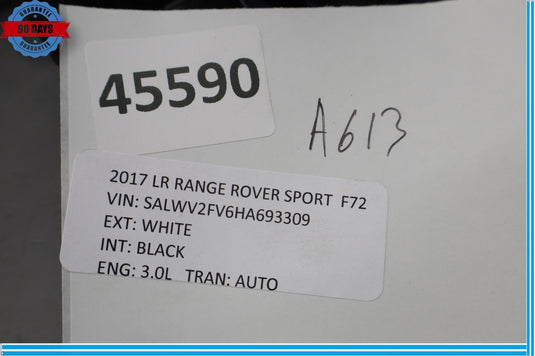 GUARANTEE
90 DAYS
GUARANTEE
45590
A613
2017 LR RANGE ROVER SPORT F72
VIN: SALWV2FV6HA693309
EXT: WHITE
INT: BLACK
ENG: 3.0L TRAN: AUTO